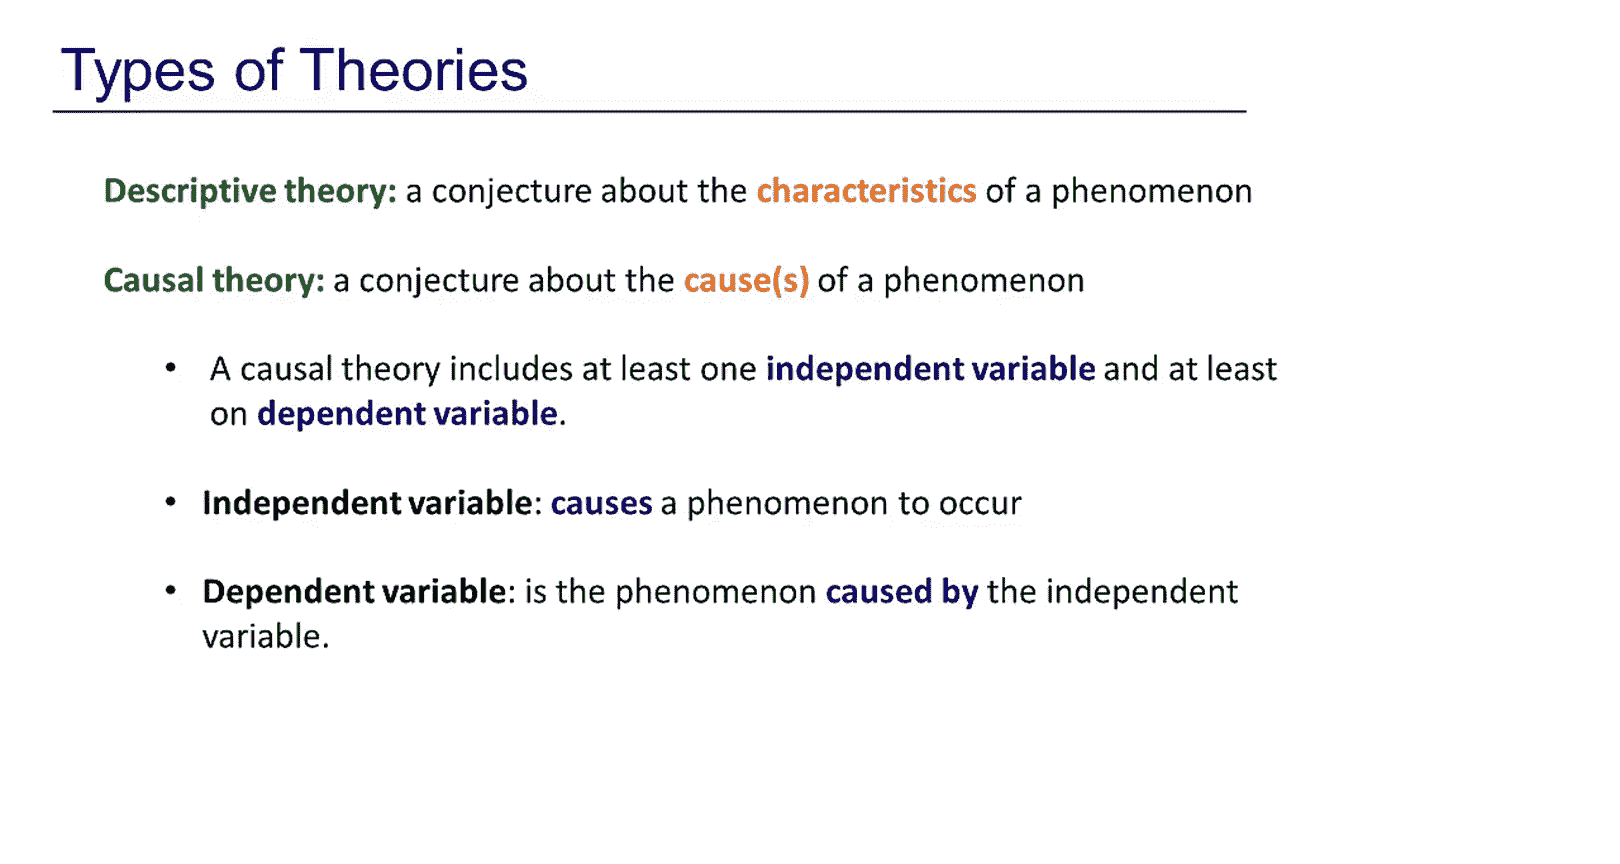 Types of Theories
Descriptive theory: a conjecture about the characteristics of a phenomenon
Causal theory: a conjecture about the cause(s) of a phenomenon
• A causal theory includes at least one independent variable and at least
on dependent variable.
• Independent variable: causes a phenomenon to occur
• Dependent variable: is the phenomenon caused by the independent
variable.